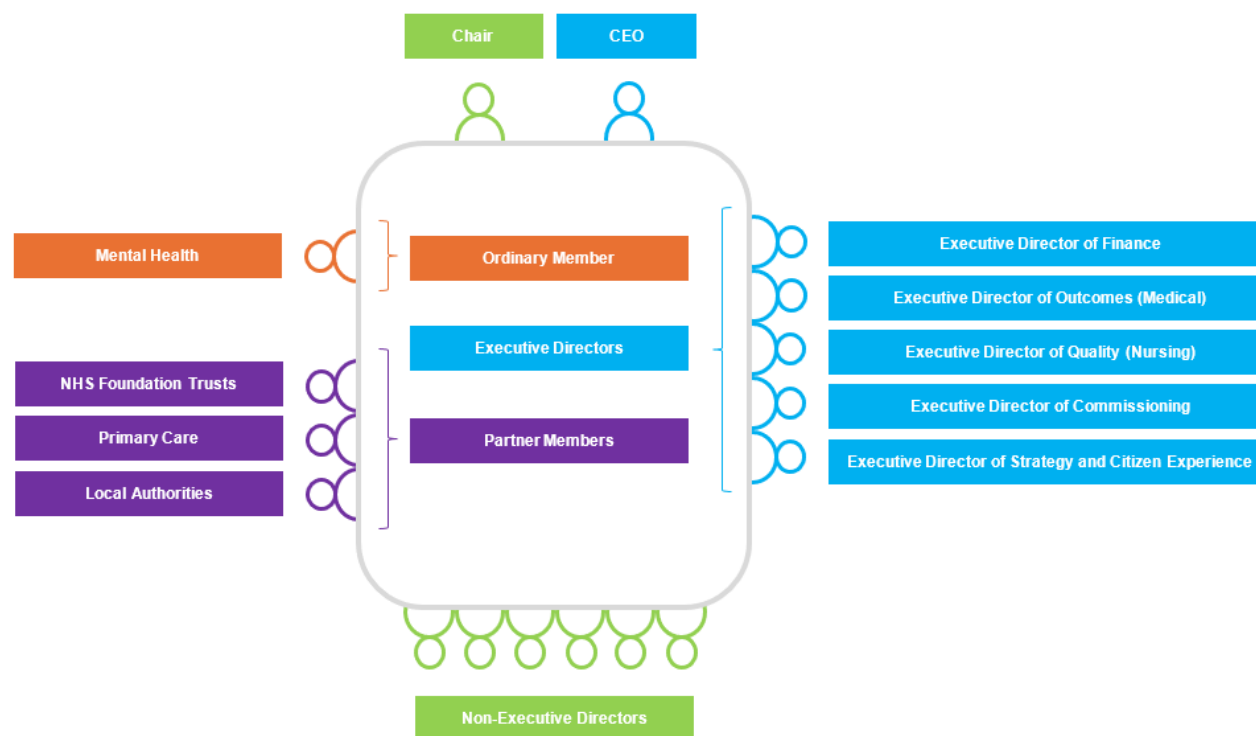 Chair
CEO
Mental Health
Ordinary Member
Executive Director of Finance
Executive Director of Outcomes (Medical)
Executive Directors
Executive Director of Quality (Nursing)
NHS Foundation Trusts
Executive Director of Commissioning
Primary Care
Partner Members
Executive Director of Strategy and Citizen Experience
Local Authorities
Non-Executive Directors